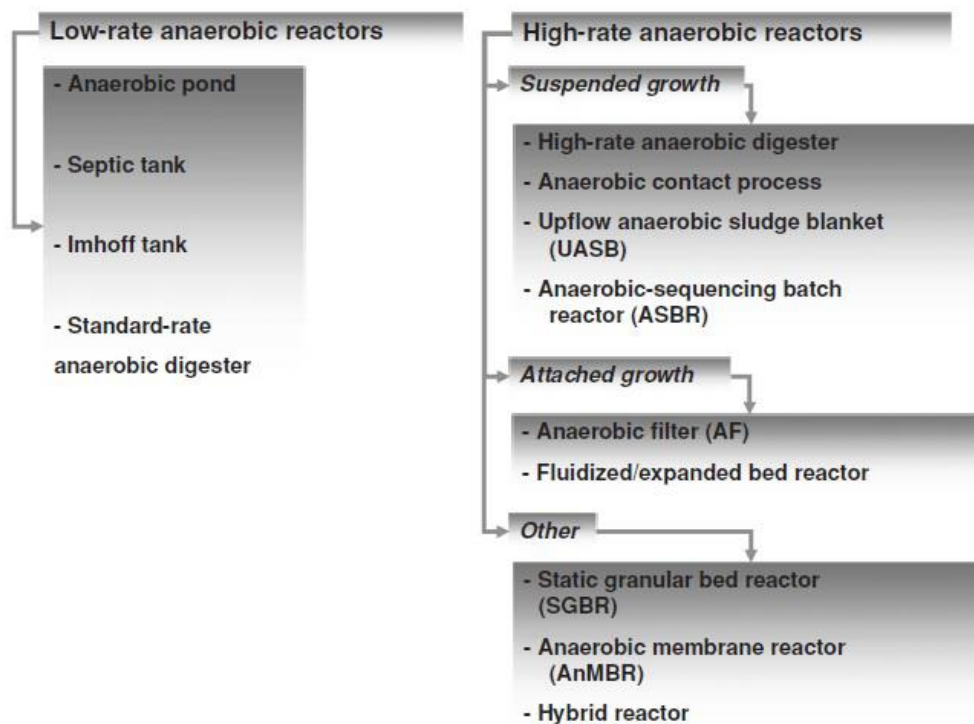 Low-rate anaerobic reactors
- Anaerobic pond
- Septic tank
- Imhoff tank
- Standard-rate
anaerobic digester
High-rate anaerobic reactors
Suspended growth
- High-rate anaerobic digester
- Anaerobic contact process
- Upflow anaerobic sludge blanket
(UASB)
- Anaerobic-sequencing batch
reactor (ASBR)
Attached growth
- Anaerobic filter (AF)
- Fluidized/expanded bed reactor
Other
- Static granular bed reactor
(SGBR)
- Anaerobic membrane reactor
(AnMBR)
- Hybrid reactor